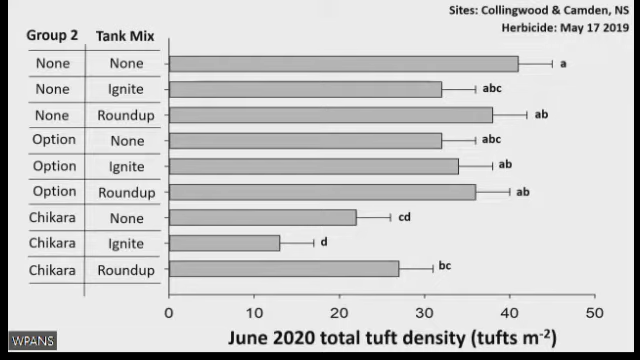 Sites: Collingwood & Camden, NS
Herbicide: May 17 2019
Group 2 Tank Mix
None None a
None Ignite abc
None Roundup ab
Option None abc
Option Ignite ab
Option Roundup ab
Chikara None cd
Chikara Ignite d
Chikara Roundup bc
0 10 20 30 40 50
June 2020 total tuft density (tufts m-2)
WPANS